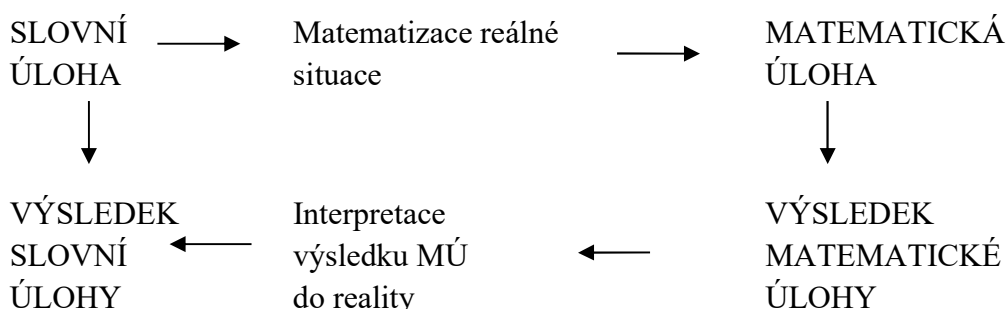 SLOVNÍ
ÚLOHA
Matematizace reálné
situace
MATEMATICKÁ
ÚLOHA
VÝSLEDEK
SLOVNÍ
ÚLOHY
Interpretace
výsledku MÚ
do reality
VÝSLEDEK
MATEMATICKÉ
ÚLOHY